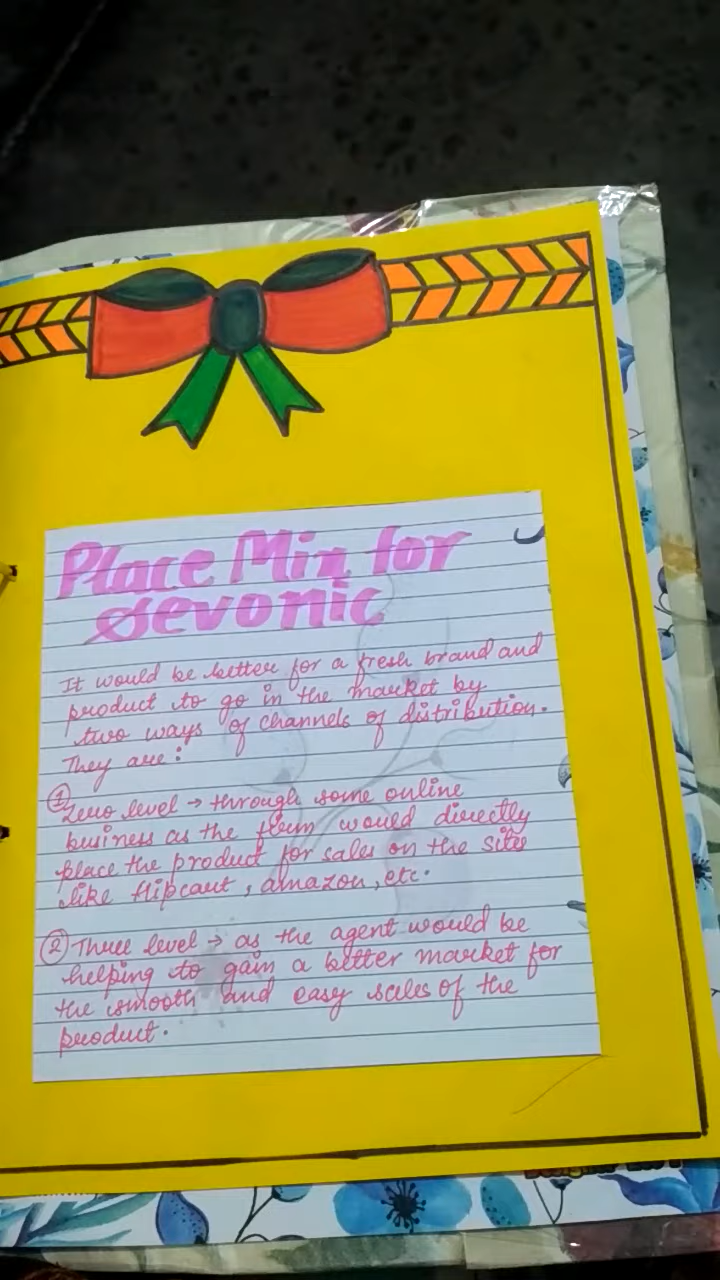 Place Mix for
Sevonic
It would be better for a fresh brand and
product to go in the market by
two ways of channels of distribution.
They are:
① Zero level → through some online
business as the firm would directly
place the product for sales on the sites
like flipcart, amazon, etc.
② Three level → as the agent would be
helping to gain a better market for
the smooth and easy sales of the
product.